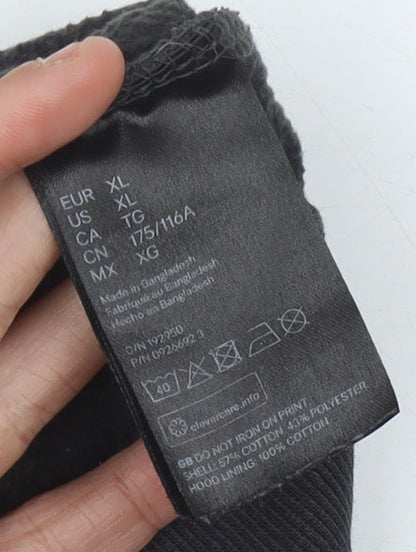 EUR XL
US XL
CA TG
CN 175/116A
MX XG
Made in Bangladesh
Fabriqué au Bangladesh
Hecho en Bangladesh
O/N 192950
P/N 0926692 3
40
clevercare.info
GB DO NOT IRON ON PRINT
SHELL: 57% COTTON, 43% POLYESTER
HOOD LINING: 100% COTTON